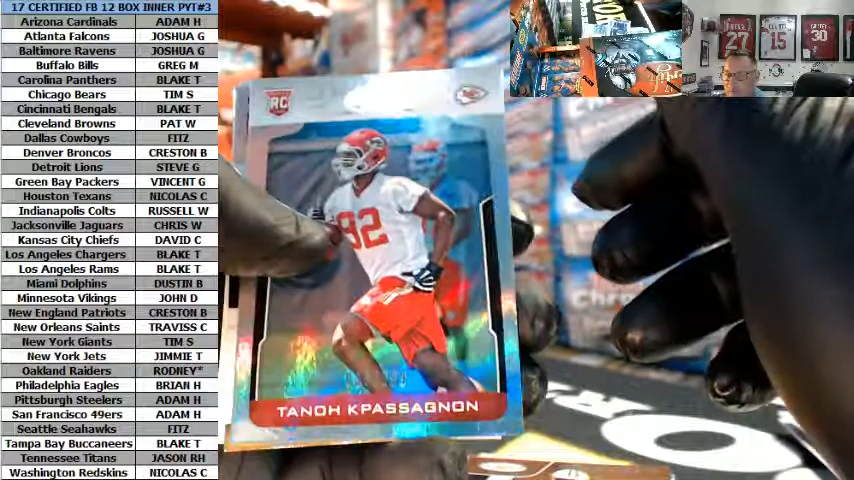 17 CERTIFIED FB 12 BOX INNER PYT#3
Arizona Cardinals ADAM H
Atlanta Falcons JOSHUA G
Baltimore Ravens JOSHUA G
Buffalo Bills GREG M
Carolina Panthers BLAKE T
Chicago Bears TIM S
Cincinnati Bengals BLAKE T
Cleveland Browns PAT W
Dallas Cowboys FITZ
Denver Broncos CRESTON B
Detroit Lions STEVE G
Green Bay Packers VINCENT G
Houston Texans NICOLAS C
Indianapolis Colts RUSSELL W
Jacksonville Jaguars CHRIS W
Kansas City Chiefs DAVID C
Los Angeles Chargers BLAKE T
Los Angeles Rams BLAKE T
Miami Dolphins DUSTIN B
Minnesota Vikings JOHN D
New England Patriots CRESTON B
New Orleans Saints TRAVISS C
New York Giants TIM S
New York Jets JIMMIE T
Oakland Raiders RODNEY*
Philadelphia Eagles BRIAN H
Pittsburgh Steelers ADAM H
San Francisco 49ers ADAM H
Seattle Seahawks FITZ
Tampa Bay Buccaneers BLAKE T
Tennessee Titans JASON RH
Washington Redskins NICOLAS C
RC
92
TANOH KPASSAGNON
27
15
30